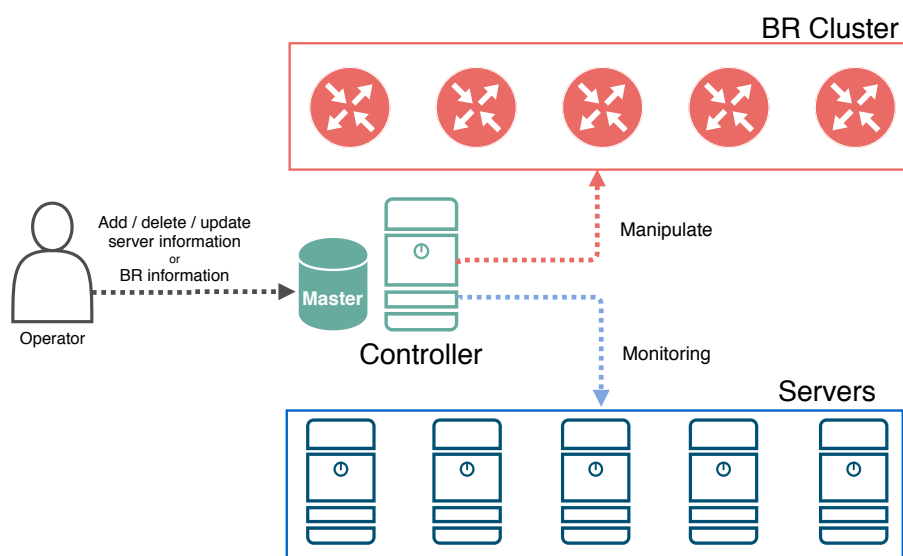 BR Cluster
Add / delete / update
server information
or
BR information
Manipulate
Master
Operator
Controller
Monitoring
Servers